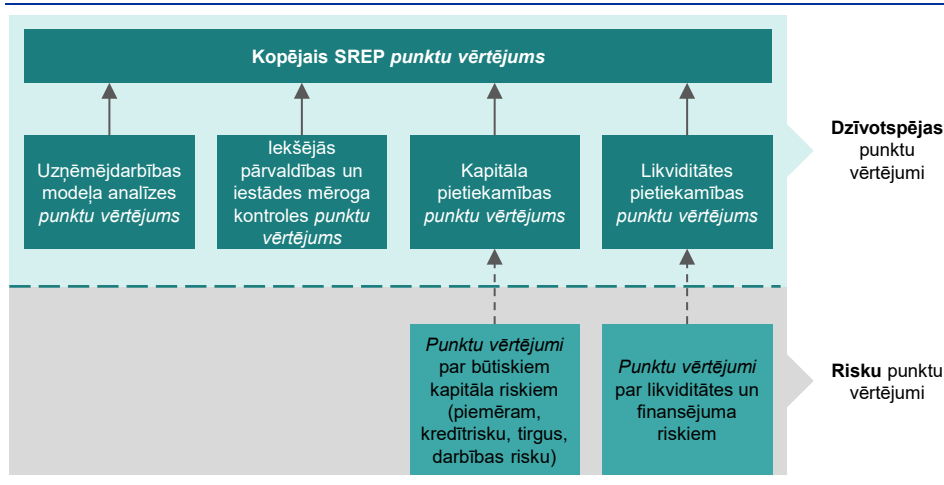 Kopējais SREP punktu vērtējums
Uzņēmējdarbības
modeļa analīzes
punktu vērtējums
Iekšējās
pārvaldības un
iestādes mēroga
kontroles punktu
vērtējums
Kapitāla
pietiekamības
punktu vērtējums
Likviditātes
pietiekamības
punktu vērtējums
Dzīvotspējas
punktu
vērtējumi
Punktu vērtējumi
par būtiskiem
kapitāla riskiem
(piemēram,
kredītrisku, tirgus,
darbības risku)
Punktu vērtējumi
par likviditātes un
finansējuma
riskiem
Risku punktu
vērtējumi